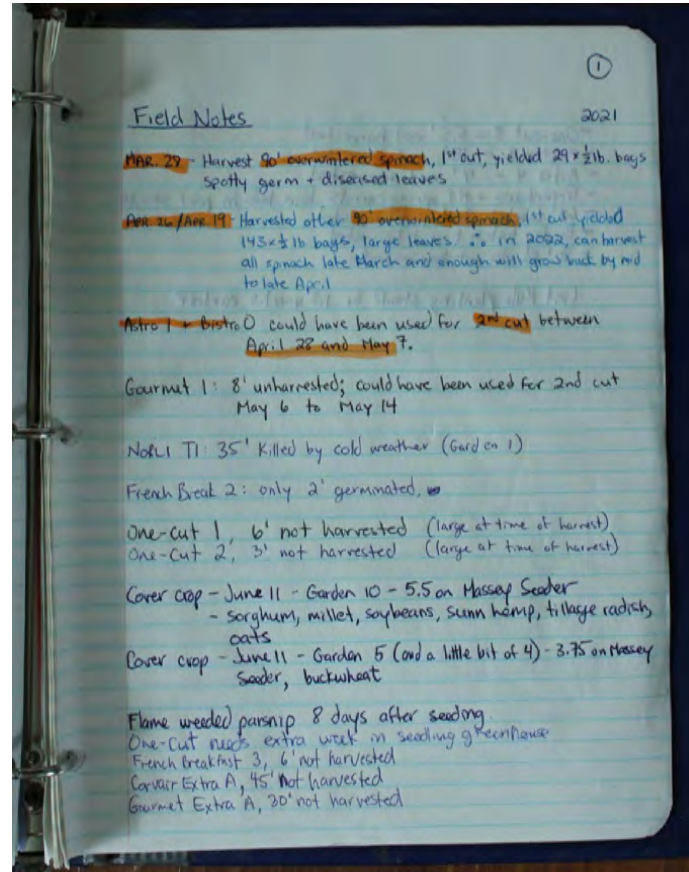 ①
Field Notes 2021
MAR. 29 - Harvest 90' overwintered spinach, 1st cut, yielded 29 x ½ lb. bags
spotty germ + diseased leaves
Apr. 26 / Apr. 19 - Harvested other 90' overwintered spinach, 1st cut yielded
143 x ½ lb bags, large leaves ∴ in 2022, can harvest
all spinach late March and enough will grow back by mid
to late April
Astro 1 + Bistro 0 could have been used for 2nd cut between
April 28 and May 7.
Gourmut 1: 8' unharvested; could have been used for 2nd cut
May 6 to May 14
NORLI T1: 35' Killed by cold weather (Garden 1)
French Break 2: only 2' germinated,
One-cut 1, 6' not harvested (large at time of harvest)
One-Cut 2, 3' not harvested (large at time of harvest)
Cover crop - June 11 - Garden 10 - 5.5 on Massey Seeder
- sorghum, millet, soybeans, sunn hemp, tillage radish,
oats
Cover crop - June 11 - Garden 5 (and a little bit of 4) - 3.75 on Massey
Seeder, buckwheat
Flame weeded parsnip 8 days after seeding.
One-Cut needs extra week in seedling greenhouse
French Breakfast 3, 6' not harvested
Corvair Extra A, 45' not harvested
Gourmet Extra A, 30' not harvested